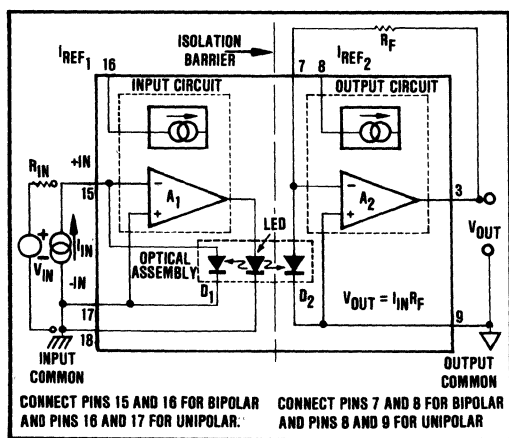 ISOLATION
BARRIER
RF
IREF1
16
IREF2
7 8
INPUT CIRCUIT
OUTPUT CIRCUIT
RIN
+IN
15
A1
A2
3
LED
IIN
VIN
OPTICAL
ASSEMBLY
VOUT
-IN
D1
D2
VOUT = IINRF
17
18
9
INPUT
COMMON
OUTPUT
COMMON
CONNECT PINS 15 AND 16 FOR BIPOLAR
AND PINS 16 AND 17 FOR UNIPOLAR.
CONNECT PINS 7 AND 8 FOR BIPOLAR
AND PINS 8 AND 9 FOR UNIPOLAR